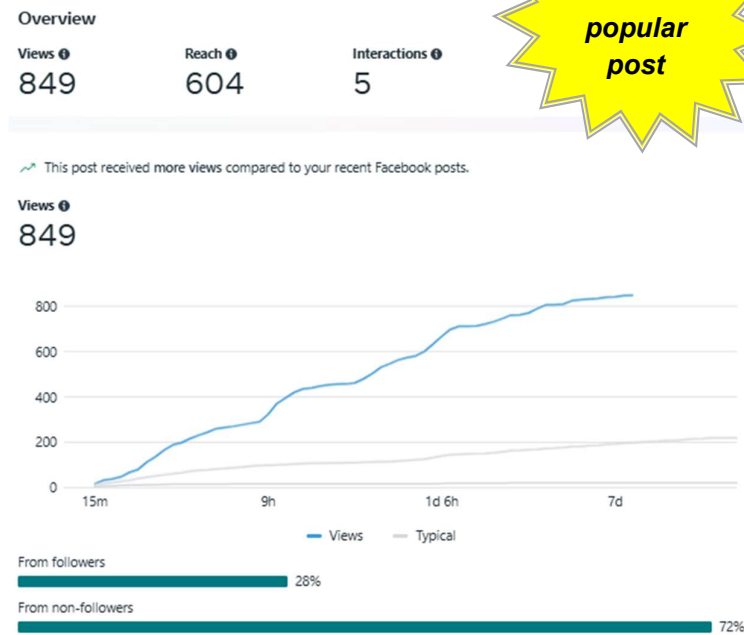 Overview
popular
post
Views
Reach
Interactions
849
604
5
This post received more views compared to your recent Facebook posts.
Views
849
800
600
400
200
0
15m
9h
1d 6h
7d
Views
Typical
From followers
28%
From non-followers
72%